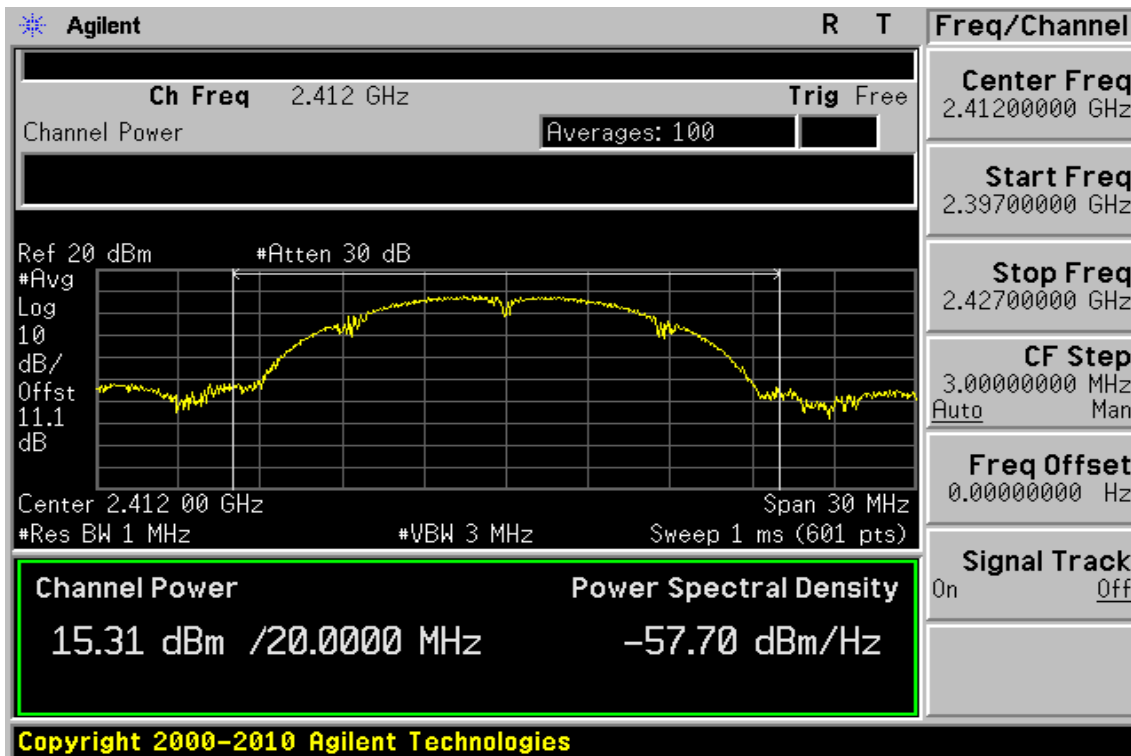 Agilent R T
Ch Freq 2.412 GHz Trig Free
Channel Power Averages: 100
Ref 20 dBm #Atten 30 dB
#Avg
Log
10
dB/
Offst
11.1
dB
Center 2.412 00 GHz Span 30 MHz
#Res BW 1 MHz #VBW 3 MHz Sweep 1 ms (601 pts)
Channel Power Power Spectral Density
15.31 dBm /20.0000 MHz -57.70 dBm/Hz
Copyright 2000-2010 Agilent Technologies
Freq/Channel
Center Freq
2.41200000 GHz
Start Freq
2.39700000 GHz
Stop Freq
2.42700000 GHz
CF Step
3.00000000 MHz
Auto Man
Freq Offset
0.00000000 Hz
Signal Track
On Off